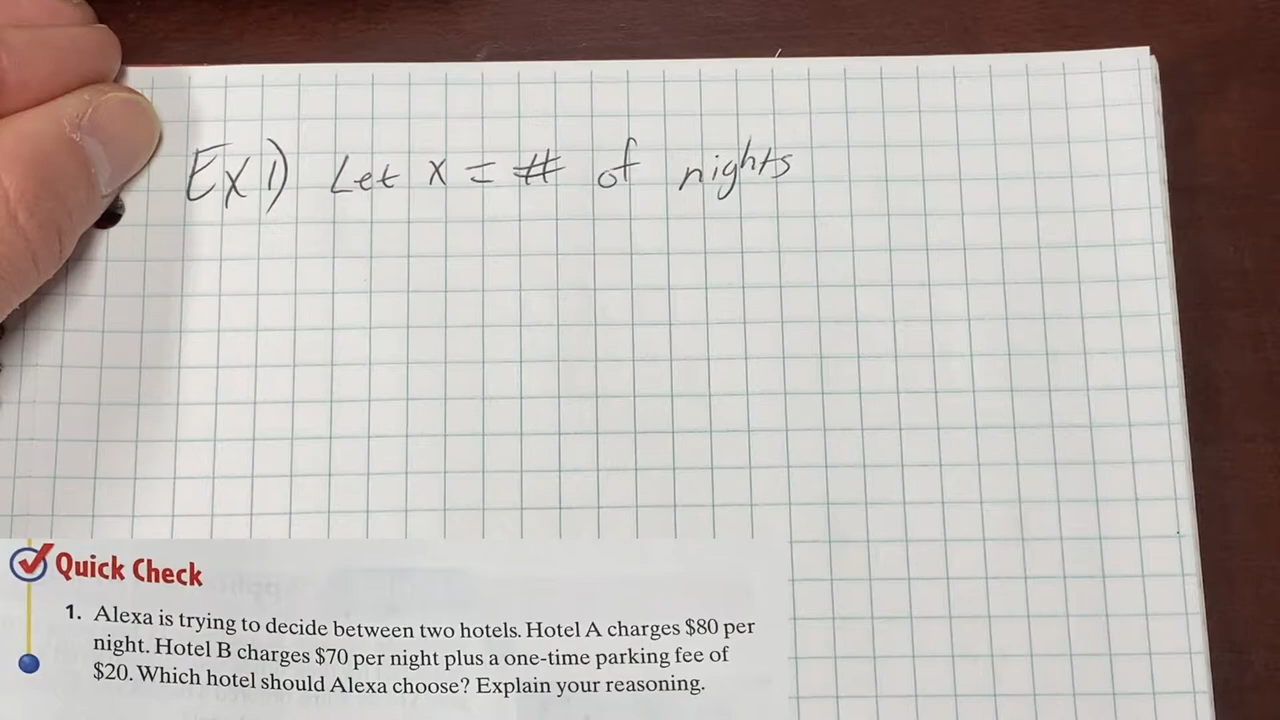 Ex 1) Let x = # of nights
Quick Check
1. Alexa is trying to decide between two hotels. Hotel A charges $80 per
night. Hotel B charges $70 per night plus a one-time parking fee of
$20. Which hotel should Alexa choose? Explain your reasoning.